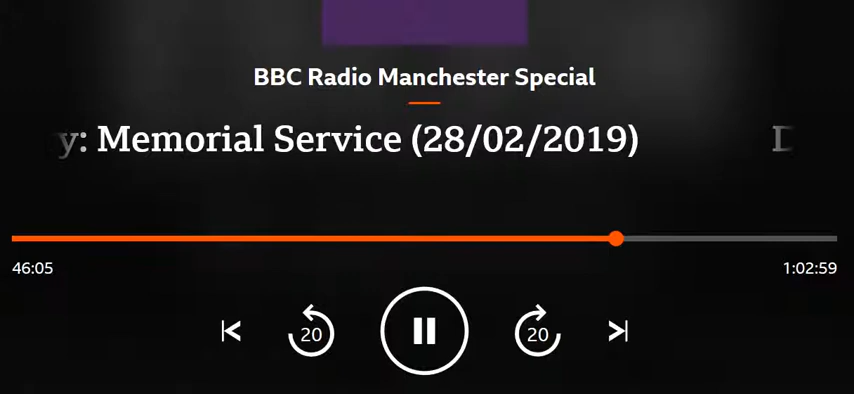 BBC Radio Manchester Special
y: Memorial Service (28/02/2019) D
46:05 1:02:59
20 20